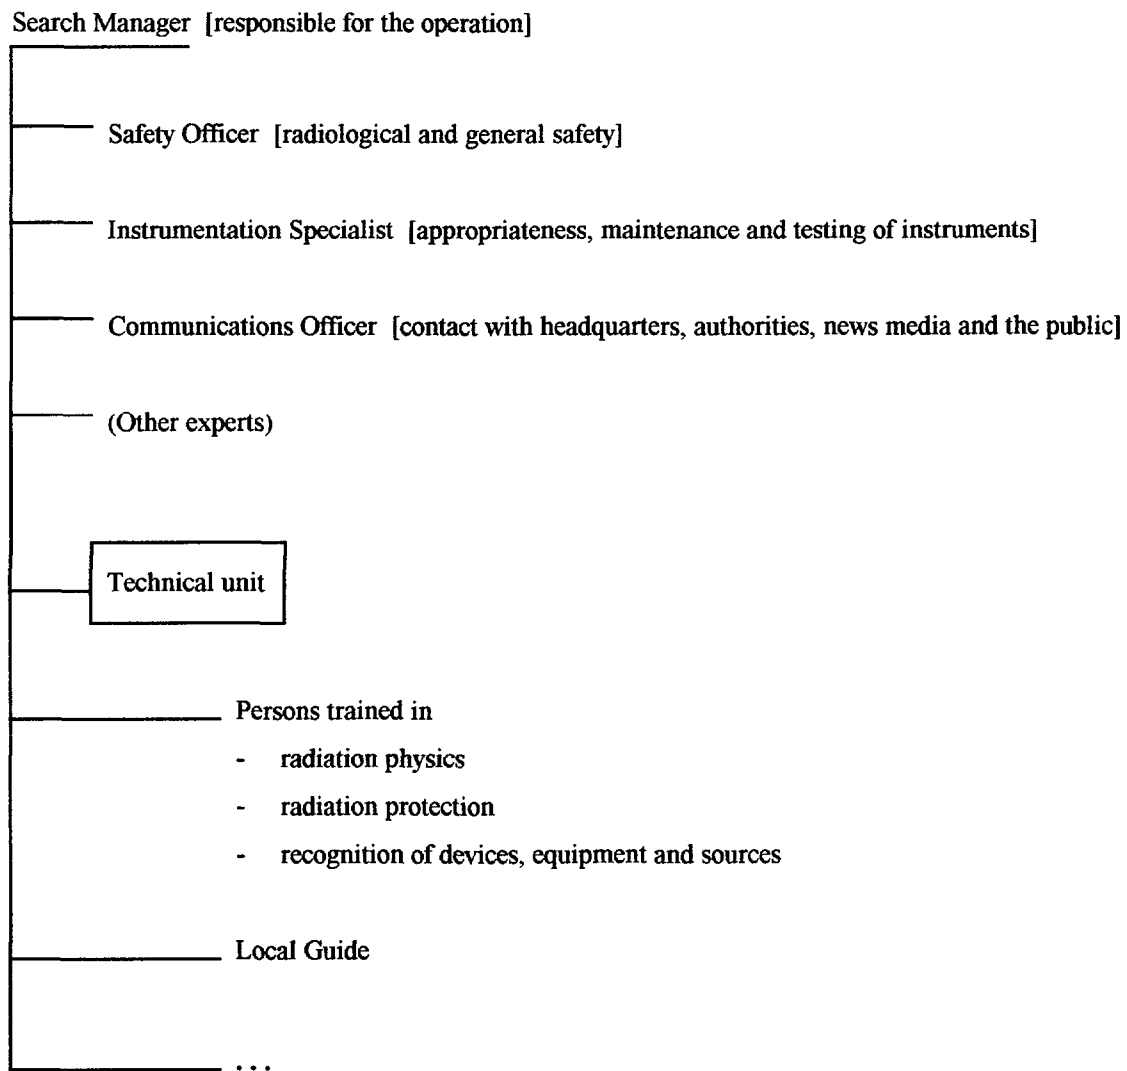 Search Manager [responsible for the operation]
Safety Officer [radiological and general safety]
Instrumentation Specialist [appropriateness, maintenance and testing of instruments]
Communications Officer [contact with headquarters, authorities, news media and the public]
(Other experts)
Technical unit
Persons trained in
- radiation physics
- radiation protection
- recognition of devices, equipment and sources
Local Guide
...